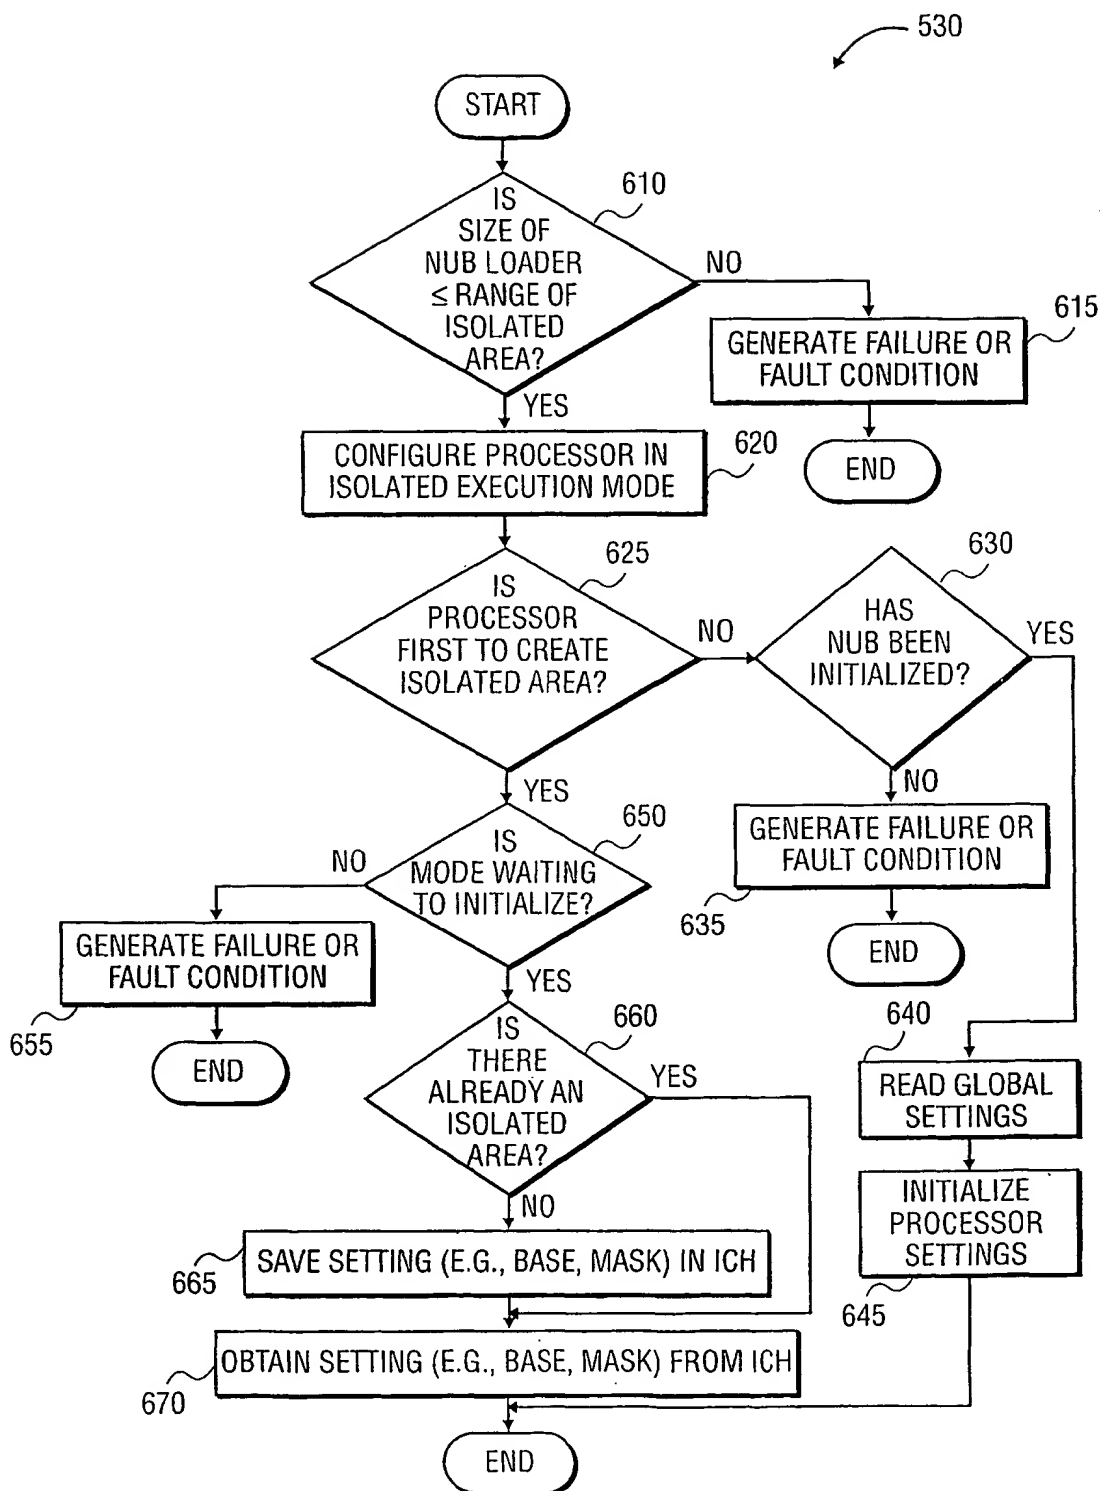 530
START
610
IS
SIZE OF
NUB LOADER
≤ RANGE OF
ISOLATED
AREA?
NO
615
GENERATE FAILURE OR
FAULT CONDITION
END
YES
620
CONFIGURE PROCESSOR IN
ISOLATED EXECUTION MODE
625
IS
PROCESSOR
FIRST TO CREATE
ISOLATED AREA?
NO
630
HAS
NUB BEEN
INITIALIZED?
YES
NO
GENERATE FAILURE OR
FAULT CONDITION
635
END
YES
650
IS
MODE WAITING
TO INITIALIZE?
NO
GENERATE FAILURE OR
FAULT CONDITION
655
END
YES
660
IS
THERE
ALREADY AN
ISOLATED
AREA?
YES
640
READ GLOBAL
SETTINGS
INITIALIZE
PROCESSOR
SETTINGS
645
NO
SAVE SETTING (E.G., BASE, MASK) IN ICH
665
OBTAIN SETTING (E.G., BASE, MASK) FROM ICH
670
END